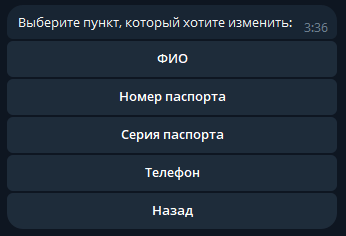 Выберите пункт, который хотите изменить:
3:36
ФИО
Номер паспорта
Серия паспорта
Телефон
Назад